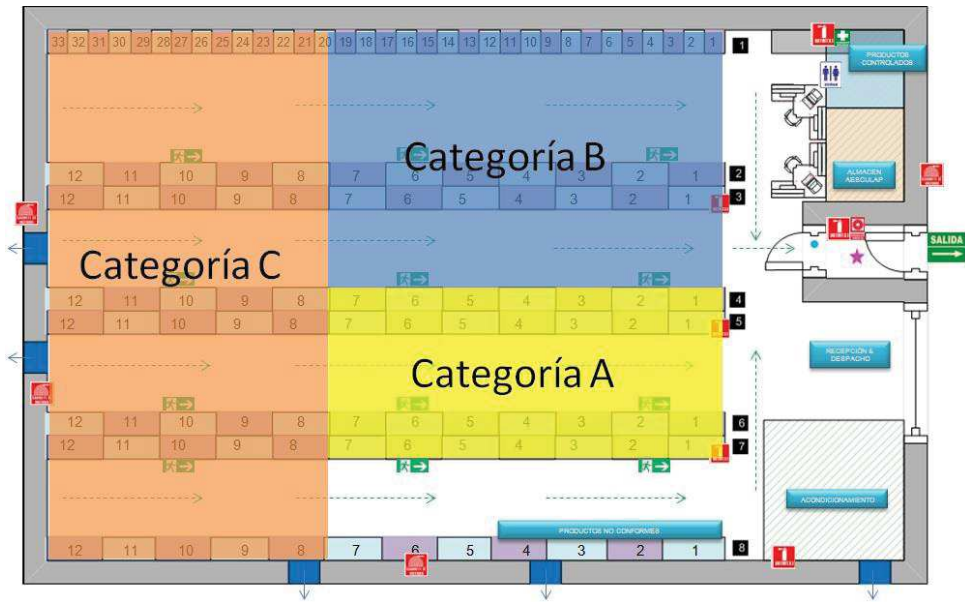 33 32 31 30 29 28 27 26 25 24 23 22 21 20 19 18 17 16 15 14 13 12 11 10 9 8 7 6 5 4 3 2 1
1
PRODUCTOS
CONTROLADOS
Categoría B
12 11 10 9 8 7 6 5 4 3 2 1
2
ALMACEN
AESCULAP
12 11 10 9 8 7 6 5 4 3 2 1
3
SALIDA
Categoría C
12 11 10 9 8 7 6 5 4 3 2 1
4
12 11 10 9 8 7 6 5 4 3 2 1
5
RECEPCIÓN &
DESPACHO
Categoría A
12 11 10 9 8 7 6 5 4 3 2 1
6
12 11 10 9 8 7 6 5 4 3 2 1
7
ACONDICIONAMIENTO
PRODUCTOS NO CONFORMES
12 11 10 9 8 7 6 5 4 3 2 1
8